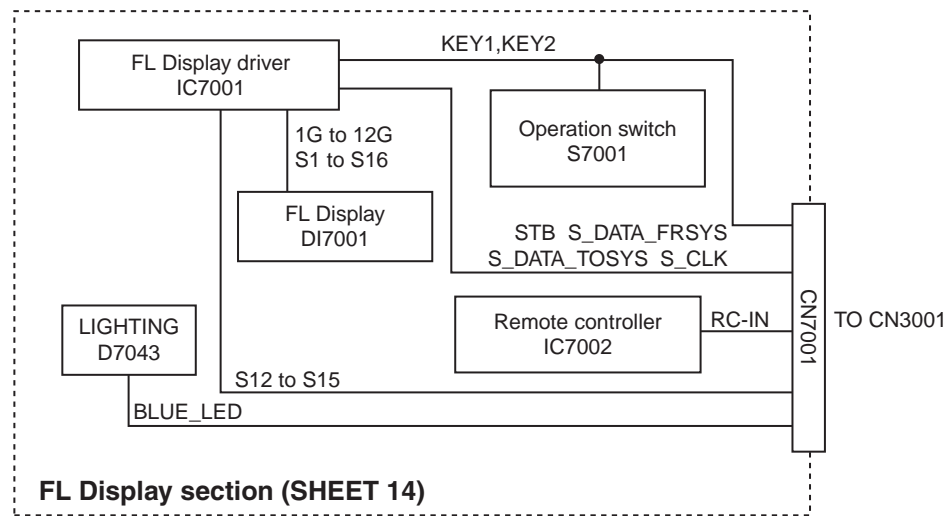 KEY1,KEY2
FL Display driver
IC7001
Operation switch
S7001
1G to 12G
S1 to S16
FL Display
DI7001
STB S_DATA_FRSYS
S_DATA_TOSYS S_CLK
CN7001
TO CN3001
LIGHTING
D7043
Remote controller
IC7002
RC-IN
S12 to S15
BLUE_LED
FL Display section (SHEET 14)